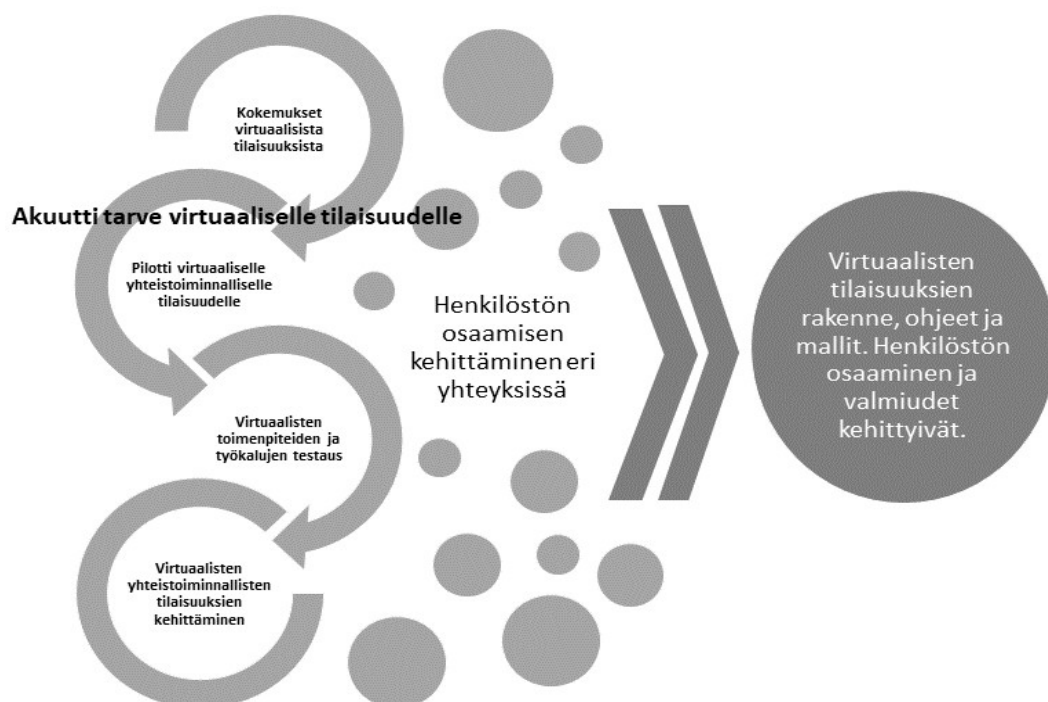 Kokemukset
virtuaalisista
tilaisuuksista
Akuutti tarve virtuaaliselle tilaisuudelle
Pilotti virtuaaliselle
yhteistoiminnalliselle
tilaisuudelle
Virtuaalisten
toimenpiteiden ja
työkalujen testaus
Virtuaalisten
yhteistoiminnallisten
tilaisuuksien
kehittäminen
Henkilöstön
osaamisen
kehittäminen eri
yhteyksissä
Virtuaalisten
tilaisuuksien
rakenne, ohjeet ja
mallit. Henkilöstön
osaaminen ja
valmiudet
kehittyivät.